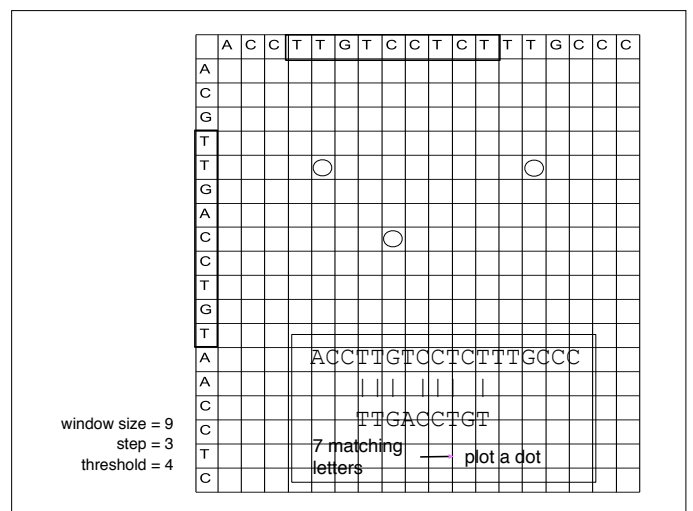 A C C T T G T C C T C T T T G C C C
A
C
G
T
T
G
A
C
C
T
G
T
A
A
C
C
T
C
ACCTTGTCCTCTTTGCCC
||| ||| |
TTGACCTGT
7 matching
letters
plot a dot
window size = 9
step = 3
threshold = 4